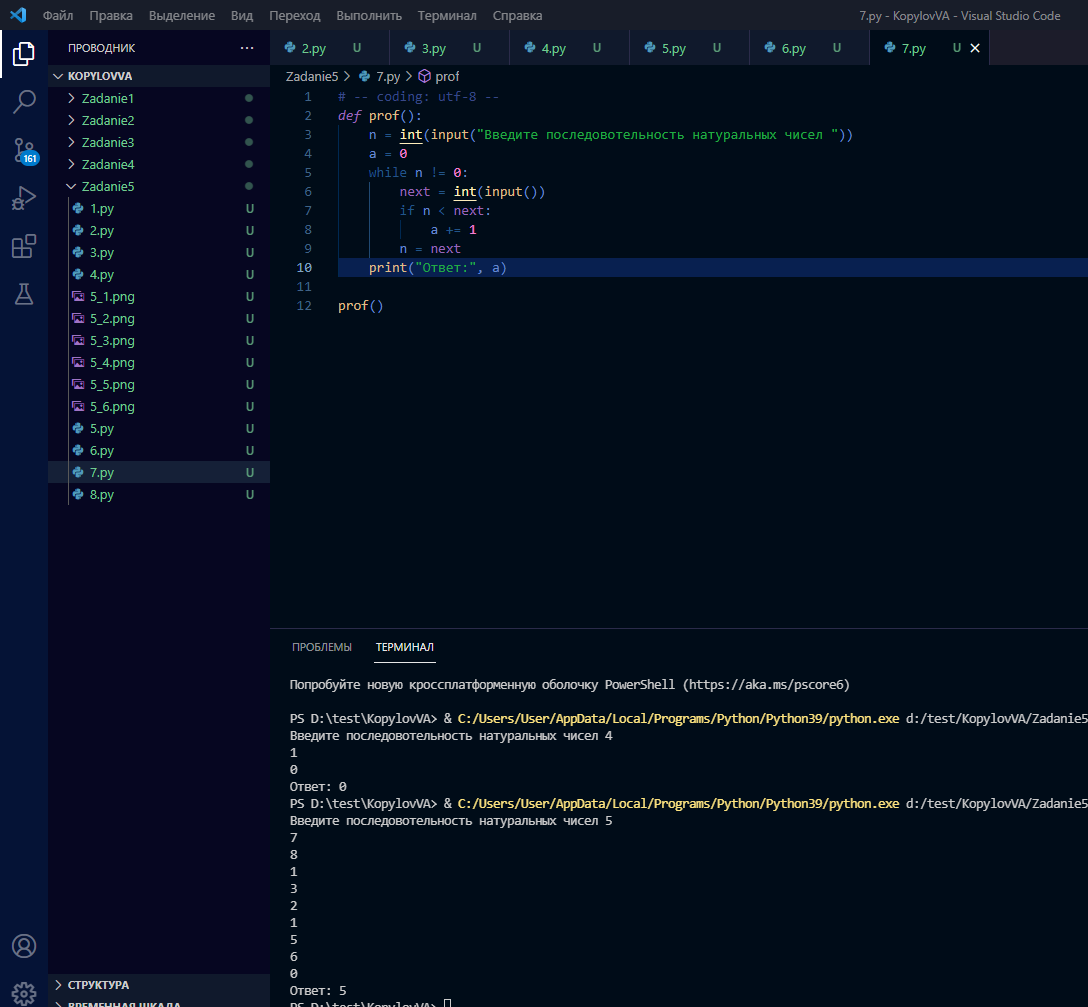 Файл Правка Выделение Вид Переход Выполнить Терминал Справка 7.py - KopylovVA - Visual Studio Code
ПРОВОДНИК ...
2.py U 3.py U 4.py U 5.py U 6.py U 7.py U
KOPYLOVVA
Zadanie1
Zadanie2
Zadanie3
Zadanie4
Zadanie5
1.py U
2.py U
3.py U
4.py U
5_1.png U
5_2.png U
5_3.png U
5_4.png U
5_5.png U
5_6.png U
5.py U
6.py U
7.py U
8.py U
161
СТРУКТУРА
ВРЕМЕННАЯ ШКАЛА
Zadanie5 > 7.py > prof
1 # -- coding: utf-8 --
2 def prof():
3 n = int(input("Введите последовотельность натуральных чисел "))
4 a = 0
5 while n != 0:
6 next = int(input())
7 if n < next:
8 a += 1
9 n = next
10 print("Ответ:", a)
11
12 prof()
ПРОБЛЕМЫ ТЕРМИНАЛ
Попробуйте новую кроссплатформенную оболочку PowerShell (https://aka.ms/pscore6)
PS D:\test\KopylovVA> & C:/Users/User/AppData/Local/Programs/Python/Python39/python.exe d:/test/KopylovVA/Zadanie5
Введите последовотельность натуральных чисел 4
1
0
Ответ: 0
PS D:\test\KopylovVA> & C:/Users/User/AppData/Local/Programs/Python/Python39/python.exe d:/test/KopylovVA/Zadanie5
Введите последовотельность натуральных чисел 5
7
8
1
3
2
1
5
6
0
Ответ: 5
PS D:\test\KopylovVA>